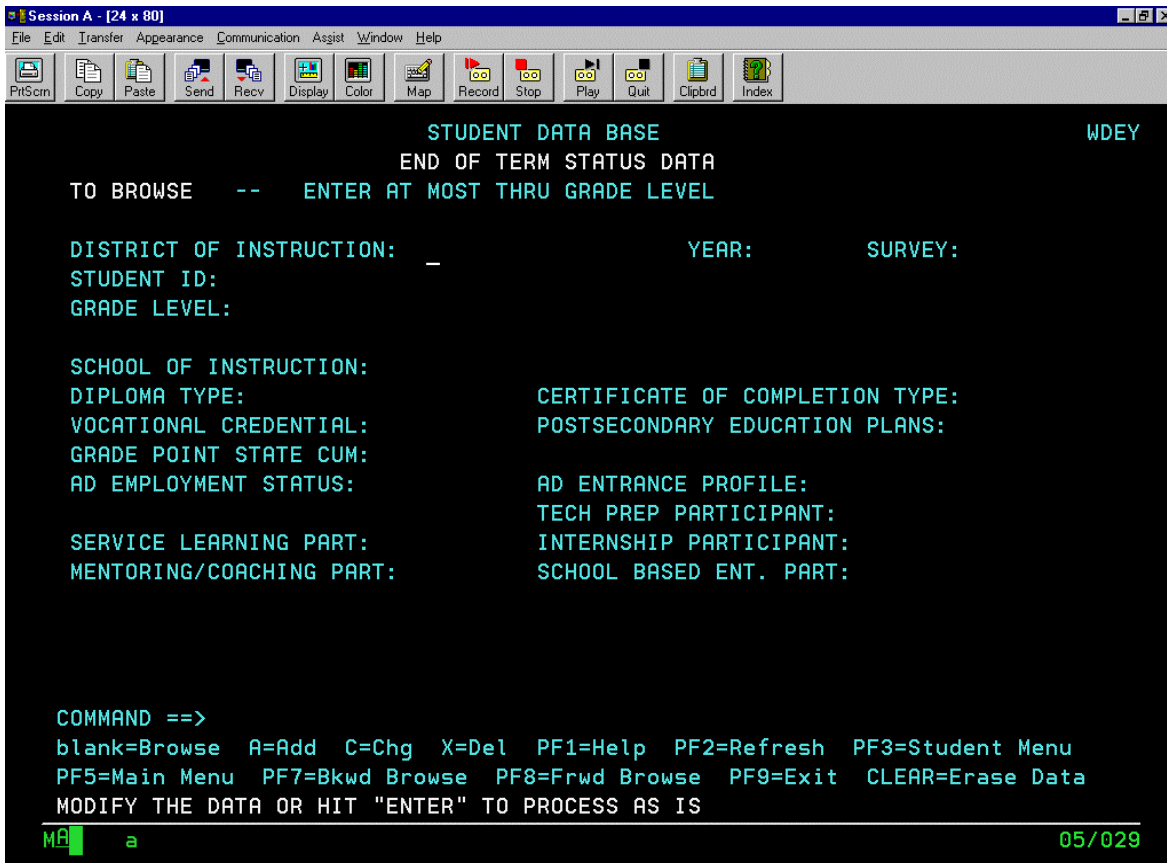 Session A - [24 x 80]
File Edit Transfer Appearance Communication Assist Window Help
PrtScrn Copy Paste Send Recv Display Color Map Record Stop Play Quit Clipbrd Index
STUDENT DATA BASE WDEY
END OF TERM STATUS DATA
TO BROWSE -- ENTER AT MOST THRU GRADE LEVEL
DISTRICT OF INSTRUCTION: _ YEAR: SURVEY:
STUDENT ID:
GRADE LEVEL:
SCHOOL OF INSTRUCTION:
DIPLOMA TYPE: CERTIFICATE OF COMPLETION TYPE:
VOCATIONAL CREDENTIAL: POSTSECONDARY EDUCATION PLANS:
GRADE POINT STATE CUM:
AD EMPLOYMENT STATUS: AD ENTRANCE PROFILE:
TECH PREP PARTICIPANT:
SERVICE LEARNING PART: INTERNSHIP PARTICIPANT:
MENTORING/COACHING PART: SCHOOL BASED ENT. PART:
COMMAND ==>
blank=Browse A=Add C=Chg X=Del PF1=Help PF2=Refresh PF3=Student Menu
PF5=Main Menu PF7=Bkwd Browse PF8=Frwd Browse PF9=Exit CLEAR=Erase Data
MODIFY THE DATA OR HIT "ENTER" TO PROCESS AS IS
MA a 05/029